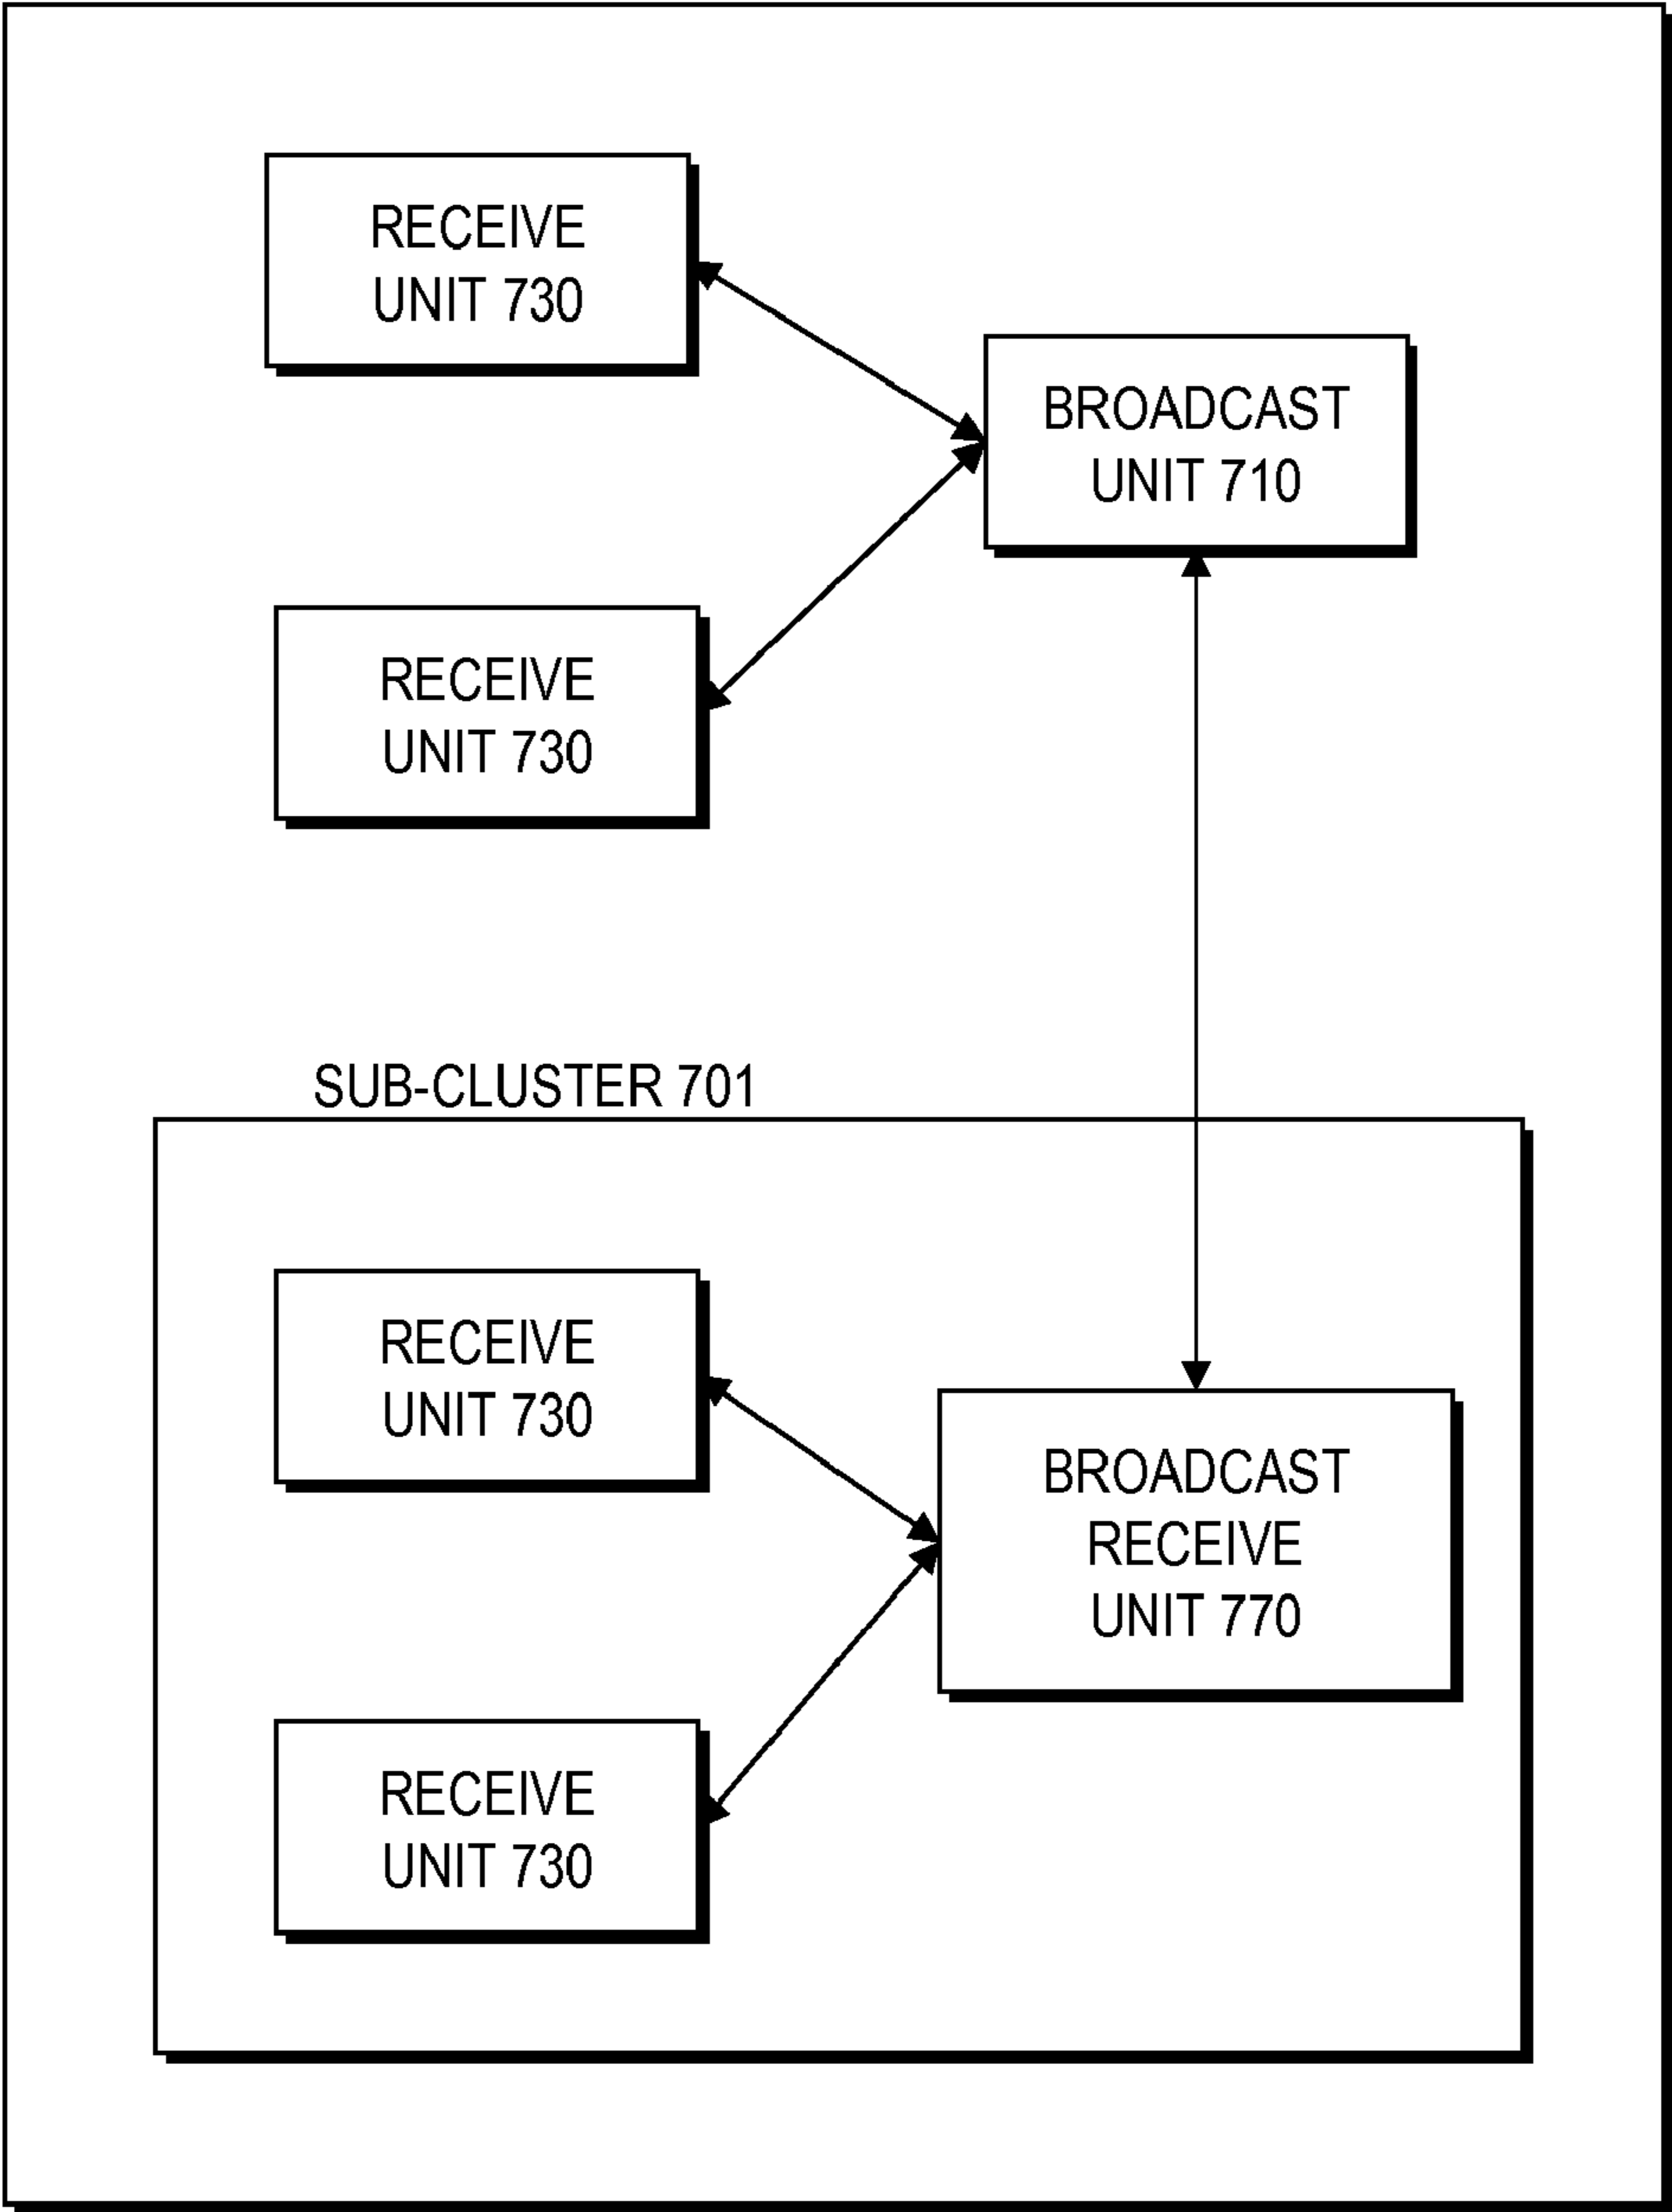 RECEIVE
UNIT 730
BROADCAST
UNIT 710
RECEIVE
UNIT 730
SUB-CLUSTER 701
RECEIVE
UNIT 730
BROADCAST
RECEIVE
UNIT 770
RECEIVE
UNIT 730